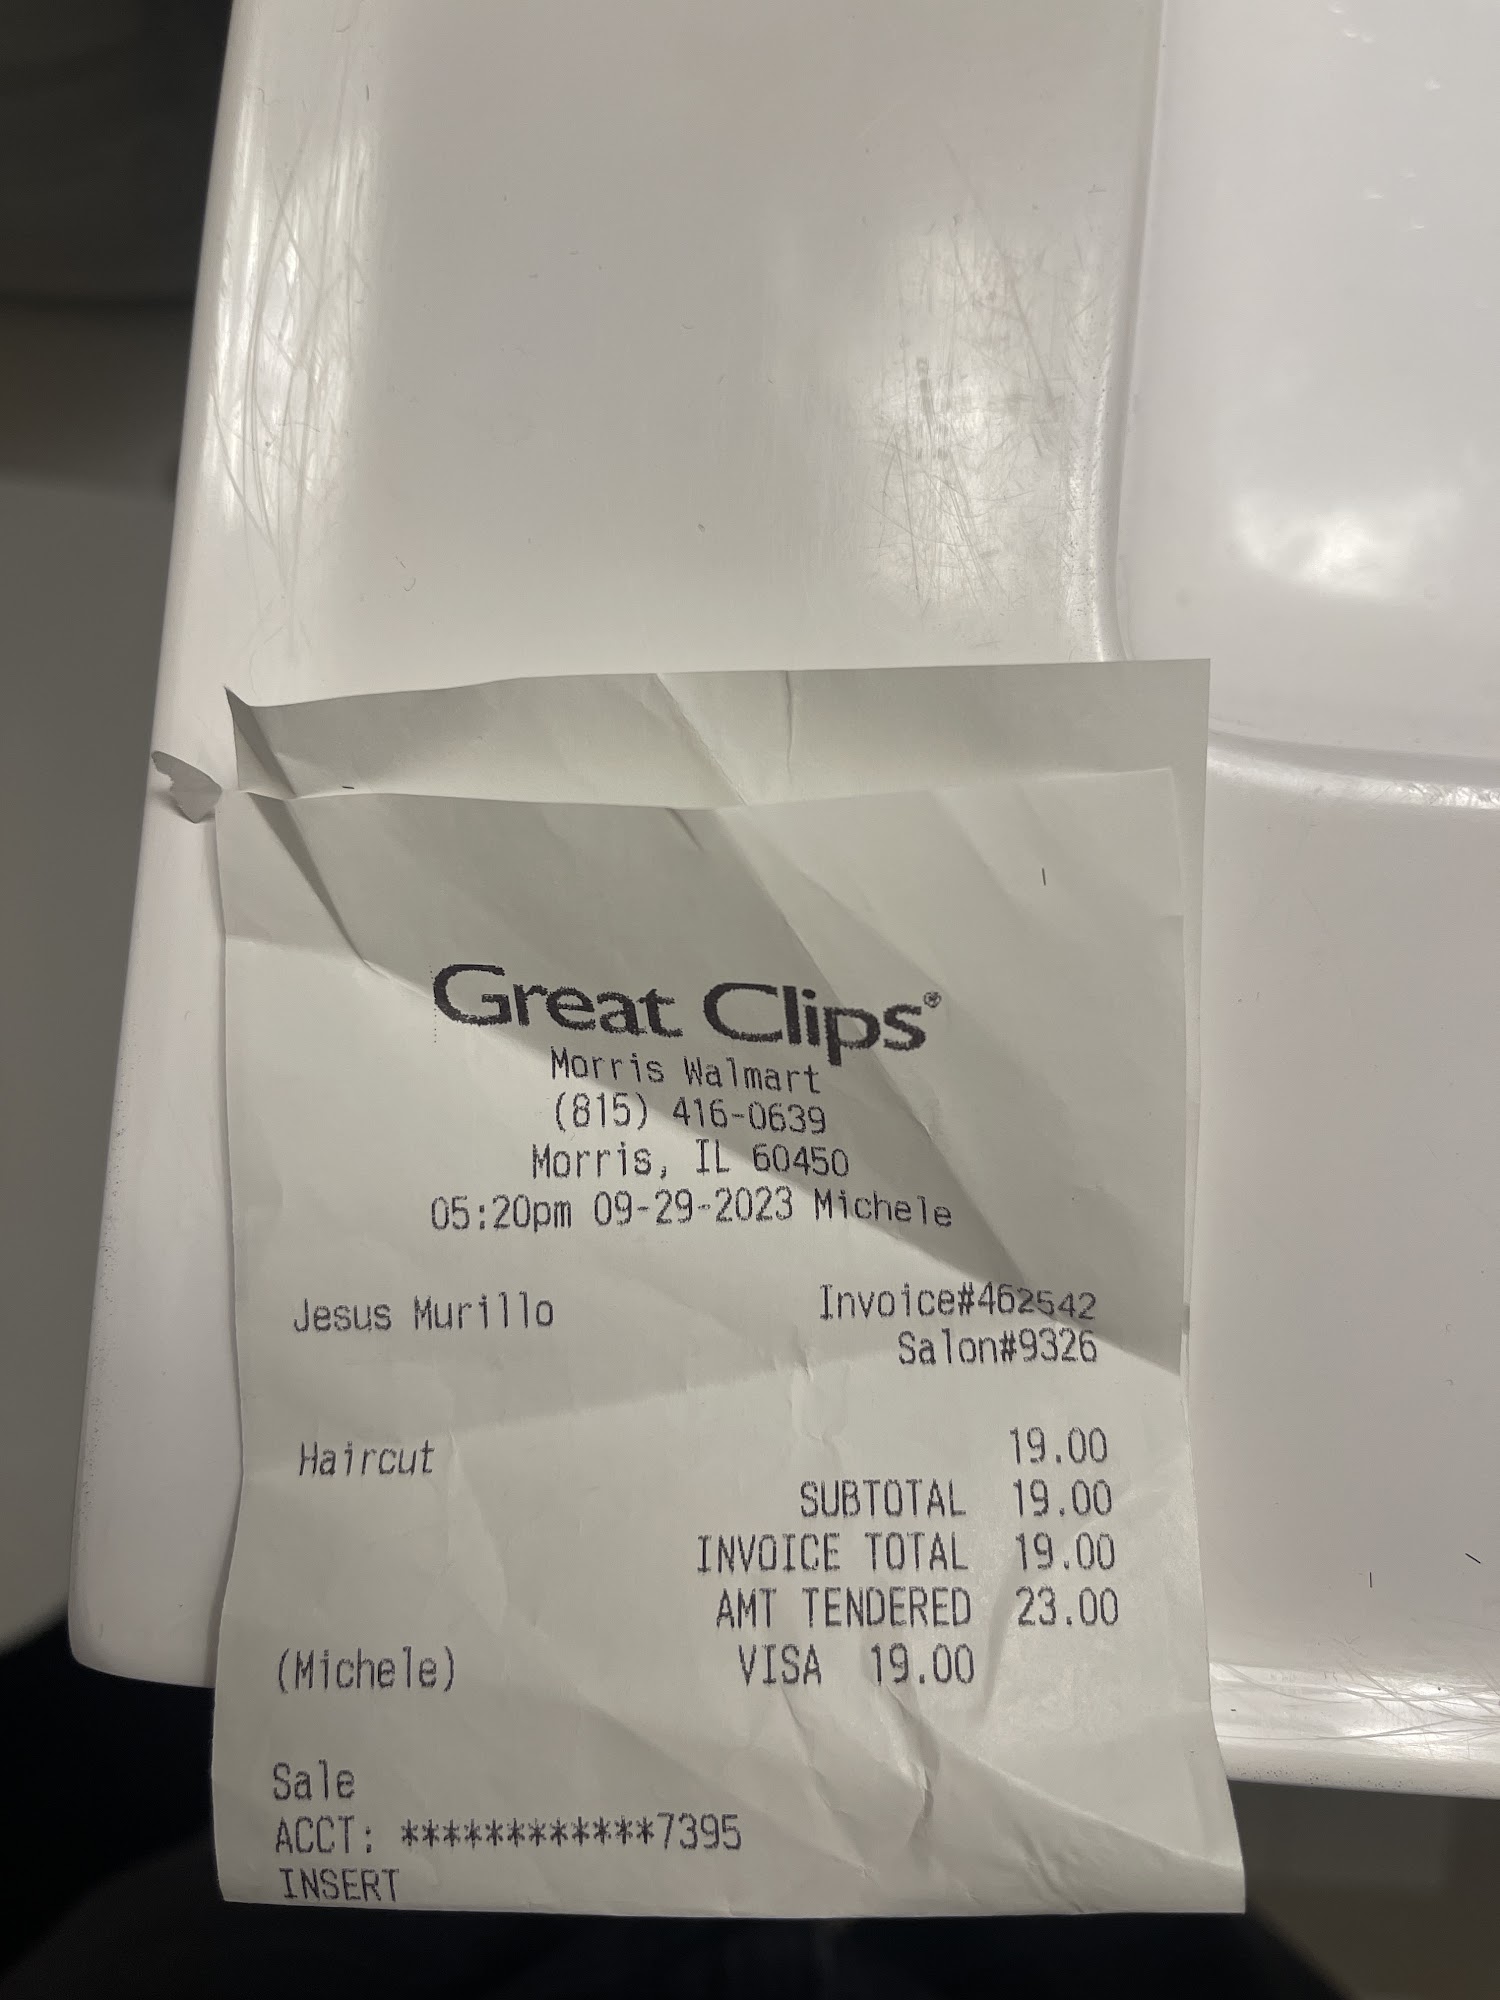 Great Clips®
Morris Walmart
(815) 416-0639
Morris, IL 60450
05:20pm 09-29-2023 Michele
Jesus Murillo Invoice#462542
Salon#9326
Haircut 19.00
SUBTOTAL 19.00
INVOICE TOTAL 19.00
AMT TENDERED 23.00
(Michele) VISA 19.00
Sale
ACCT: ************7395
INSERT